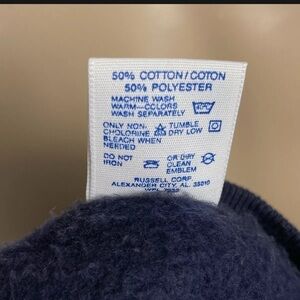 50% COTTON/COTON
50% POLYESTER
MACHINE WASH
WARM-COLORS
WASH SEPARATELY
ONLY NON- TUMBLE
CHOLORINE DRY LOW
BLEACH WHEN
NEEDED
DO NOT OR DRY
IRON CLEAN
EMBLEM
RUSSELL CORP.
ALEXANDER CITY, AL. 35010